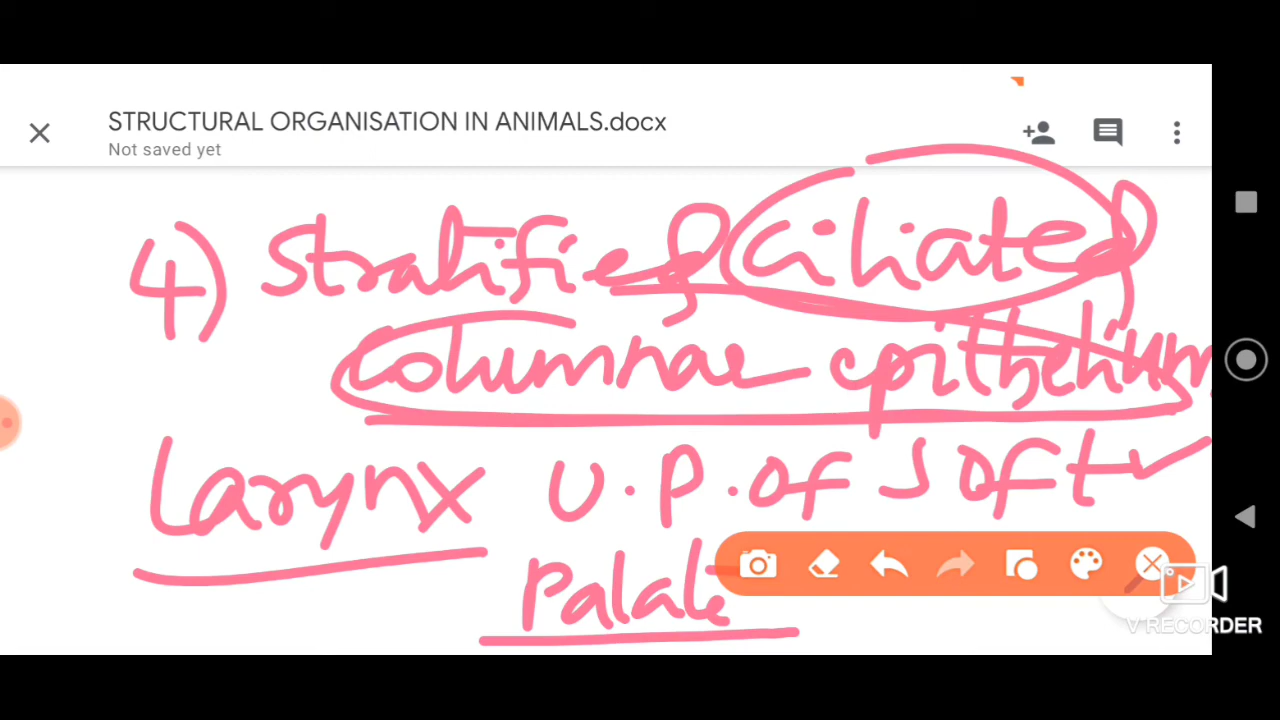 STRUCTURAL ORGANISATION IN ANIMALS.docx
Not saved yet
4) Stratified ciliated
Columnar epithelium
Larynx U.P. of soft
Palate
V RECORDER